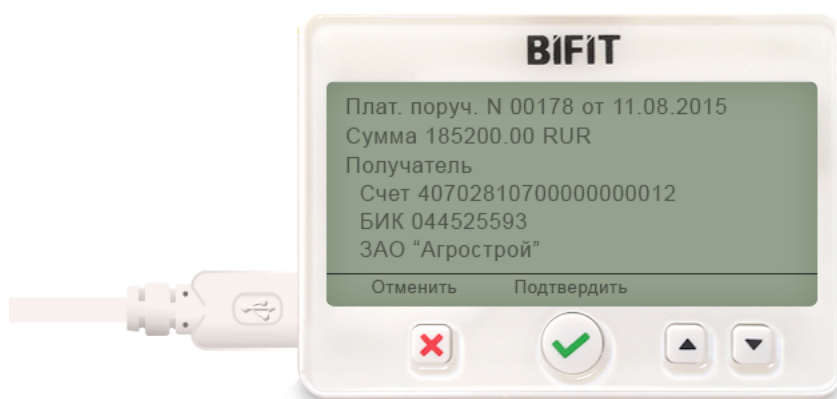 BIFIT
Плат. поруч. N 00178 от 11.08.2015
Сумма 185200.00 RUR
Получатель
Счет 40702810700000000012
БИК 044525593
ЗАО “Агрострой”
Отменить Подтвердить